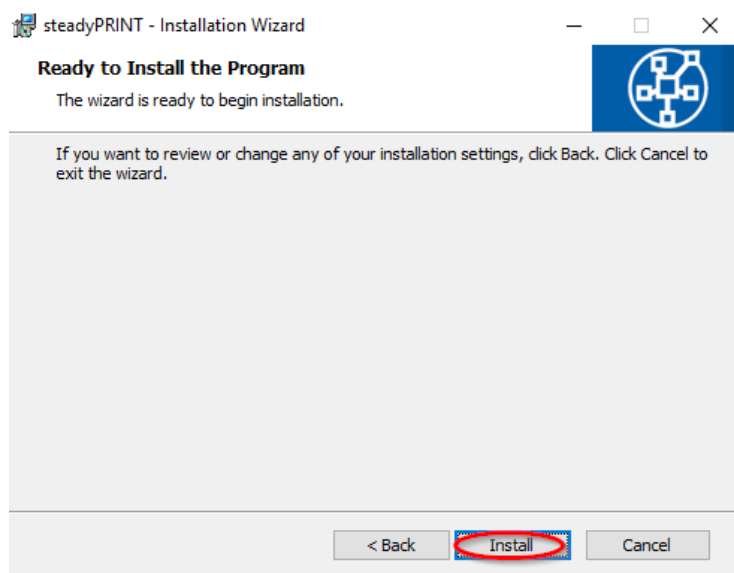 steadyPRINT - Installation Wizard
Ready to Install the Program
The wizard is ready to begin installation.
If you want to review or change any of your installation settings, click Back. Click Cancel to
exit the wizard.
< Back Install Cancel